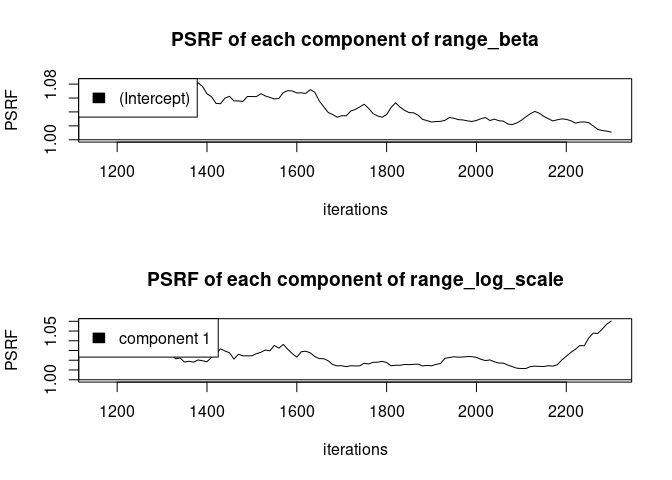 PSRF of each component of range_beta
PSRF
1.08
1.00
(Intercept)
1200 1400 1600 1800 2000 2200
iterations
PSRF of each component of range_log_scale
PSRF
1.05
1.00
component 1
1200 1400 1600 1800 2000 2200
iterations